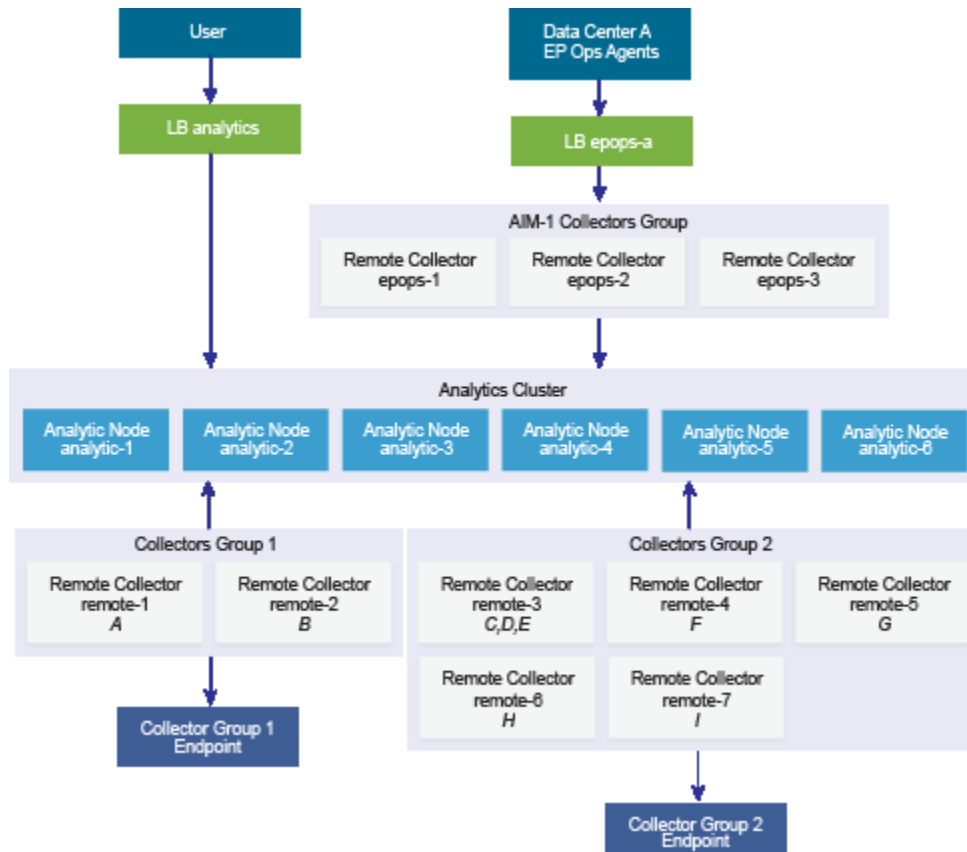 User
Data Center A
EP Ops Agents
LB analytics
LB epops-a
AIM-1 Collectors Group
Remote Collector
epops-1
Remote Collector
epops-2
Remote Collector
epops-3
Analytics Cluster
Analytic Node
analytic-1
Analytic Node
analytic-2
Analytic Node
analytic-3
Analytic Node
analytic-4
Analytic Node
analytic-5
Analytic Node
analytic-6
Collectors Group 1
Remote Collector
remote-1
A
Remote Collector
remote-2
B
Collector Group 1
Endpoint
Collectors Group 2
Remote Collector
remote-3
C,D,E
Remote Collector
remote-4
F
Remote Collector
remote-5
G
Remote Collector
remote-6
H
Remote Collector
remote-7
I
Collector Group 2
Endpoint